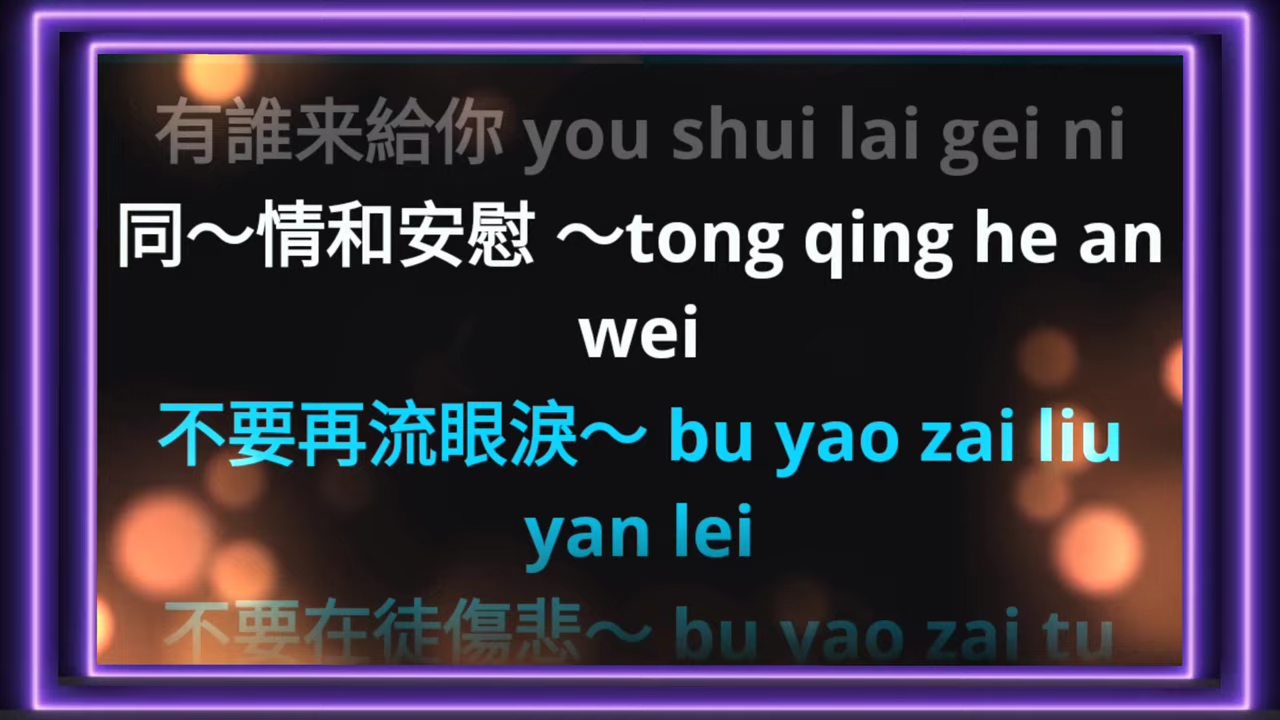 有誰来給你 you shui lai gei ni
同～情和安慰 ～tong qing he an
wei
不要再流眼淚～ bu yao zai liu
yan lei
不要在徒傷悲～ bu yao zai tu